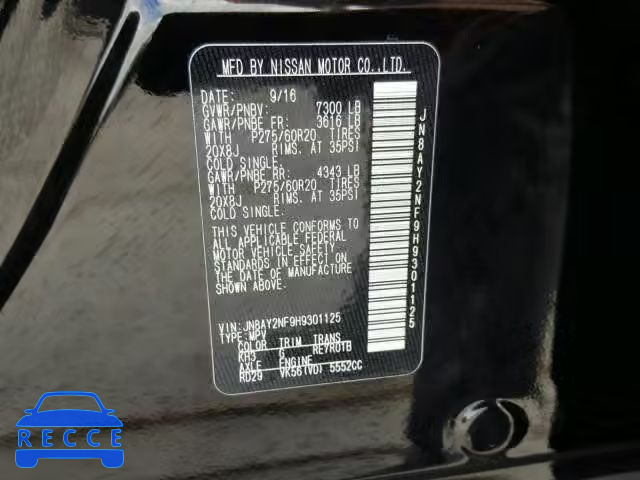 MFD BY NISSAN MOTOR CO.,LTD.
DATE: 9/16
GVWR/PNBV: 7300 LB
GAWR/PNBE FR: 3616 LB
WITH P275/60R20 TIRES
20X8J RIMS. AT 35PSI
COLD SINGLE.
GAWR/PNBE RR: 4343 LB
WITH P275/60R20 TIRES
20X8J RIMS. AT 35PSI
COLD SINGLE.
THIS VEHICLE CONFORMS TO
ALL APPLICABLE FEDERAL
MOTOR VEHICLE SAFETY
STANDARDS IN EFFECT ON
THE DATE OF MANUFACTURE
SHOWN ABOVE.
VIN: JN8AY2NF9H9301125
TYPE: MPV
COLOR TRIM TRANS
KH3 G RE7R01B
AXLE ENGINE
RD29 VK56(VD) 5552CC
JN8AY2NF9H9301125
RECCE